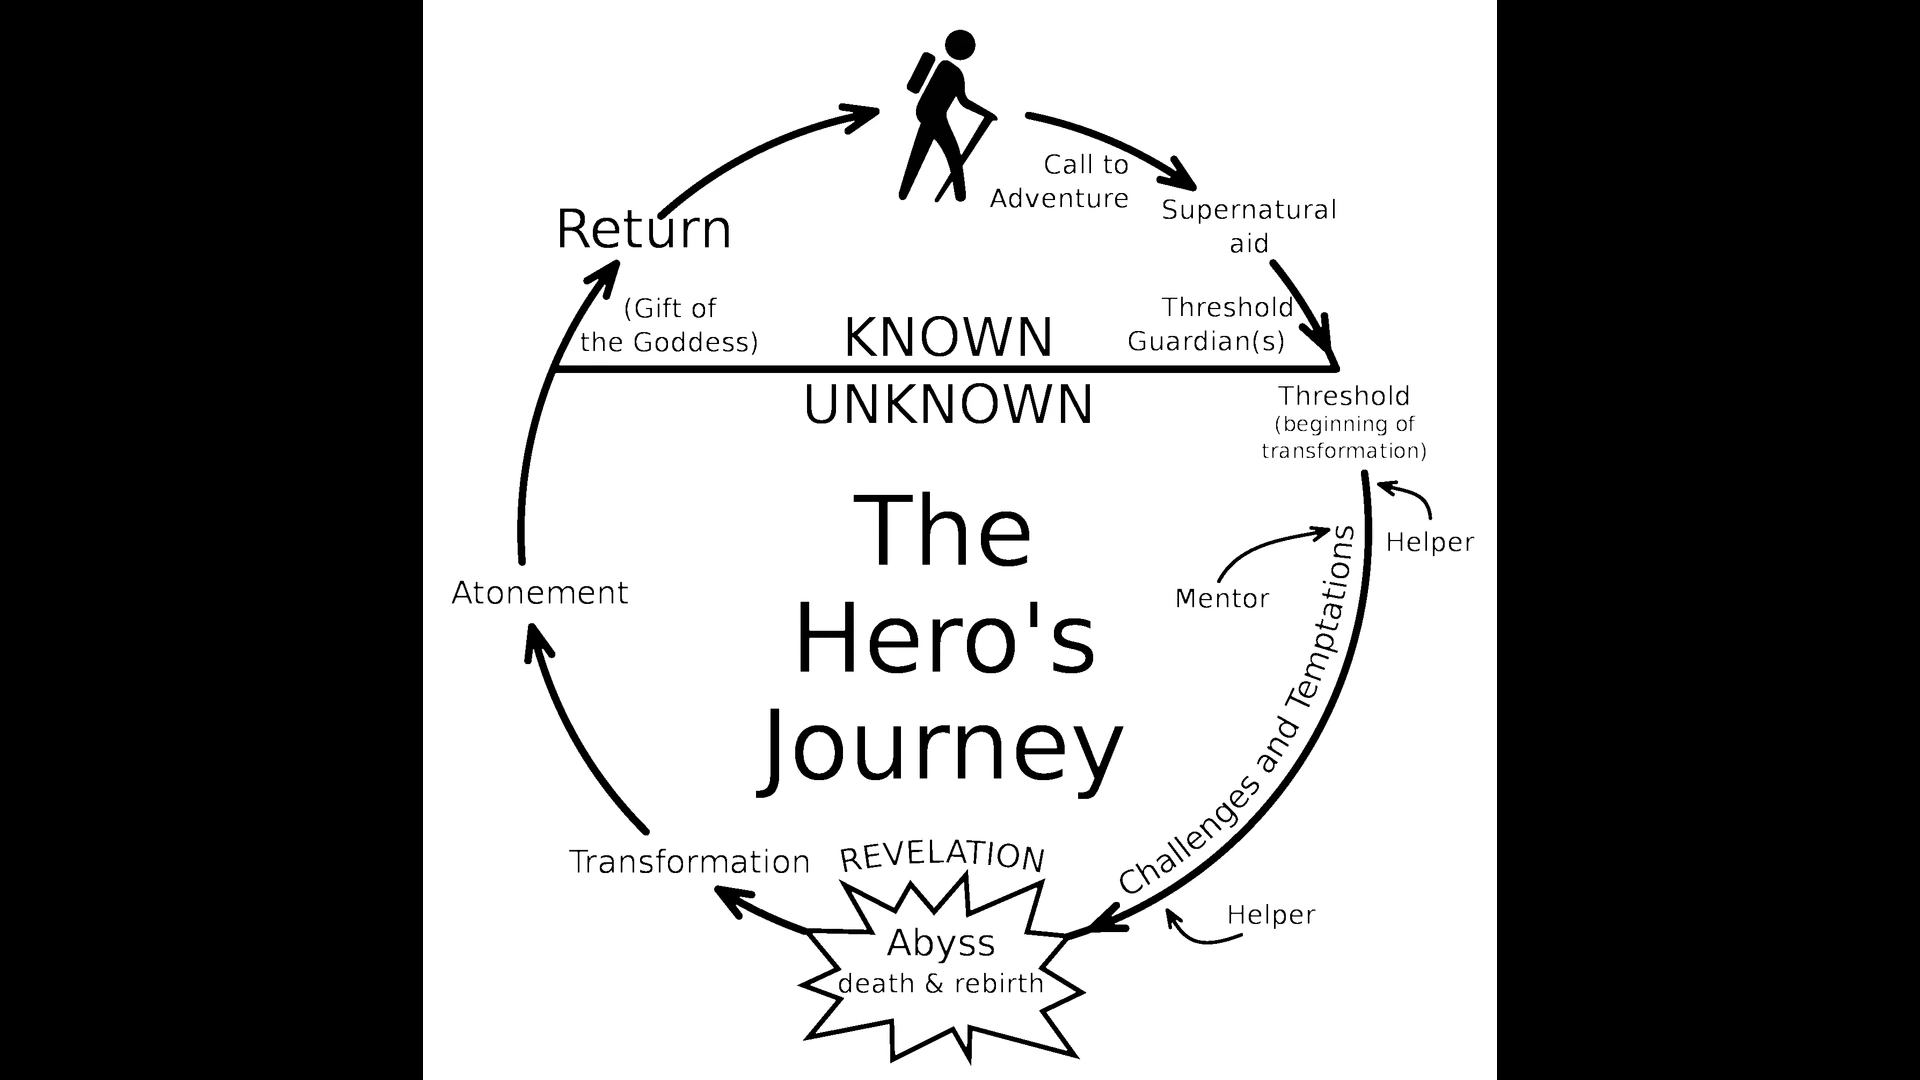 Call to
Adventure
Supernatural
aid
Return
(Gift of
the Goddess)
KNOWN
Threshold
Guardian(s)
UNKNOWN
Threshold
(beginning of
transformation)
The
Hero's
Journey
Helper
Mentor
Challenges and Temptations
Atonement
Transformation
REVELATION
Abyss
death & rebirth
Helper